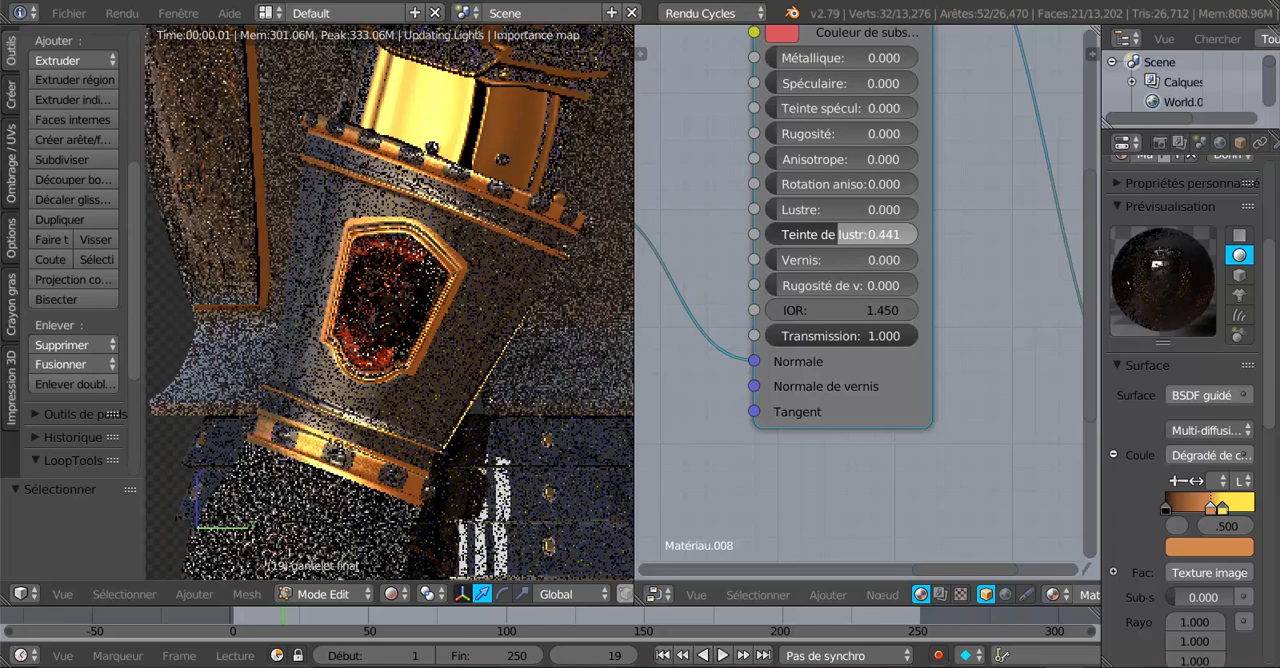 Fichier Rendu Fenêtre Aide Default Scene Rendu Cycles v2.79 | Verts:32/13,276 | Arêtes:52/26,470 | Faces:21/13,202 | Tris:26,712 | Mem:808.96M
Time:00:00.01 | Mem:301.06M, Peak:333.06M | Updating Lights | Importance map
Outils
Créer
Ombrage / UVs
Options
Crayon gras
Impression 3D
Ajouter :
Extruder
Extruder région
Extruder indi...
Faces internes
Créer arête/f...
Subdiviser
Découper bo...
Décaler gliss...
Dupliquer
Faire t Visser
Coute Sélecti
Projection co...
Bisecter
Enlever :
Supprimer
Fusionner
Enlever doubl...
Outils de poids
Historique
LoopTools
Sélectionner
(19) gantelet final
Vue Sélectionner Ajouter Mesh Mode Edit Global
Couleur de subs...
Métallique: 0.000
Spéculaire: 0.000
Teinte spécul: 0.000
Rugosité: 0.000
Anisotrope: 0.000
Rotation aniso: 0.000
Lustre: 0.000
Teinte de lustr: 0.441
Vernis: 0.000
Rugosité de v: 0.000
IOR: 1.450
Transmission: 1.000
Normale
Normale de vernis
Tangent
Matériau.008
Vue Sélectionner Ajouter Nœud Mat
Vue Chercher Tou
Scene
Calques
World.0
Propriétés personna
Prévisualisation
Surface
Surface BSDF guidé
Multi-diffusi...
Coule Dégradé de c...
L
.500
Fac: Texture image
Sub-s 0.000
Rayo 1.000
1.000
1.000
-50 0 50 100 150 200 250 300
Vue Marqueur Frame Lecture Début: 1 Fin: 250 19 Pas de synchro